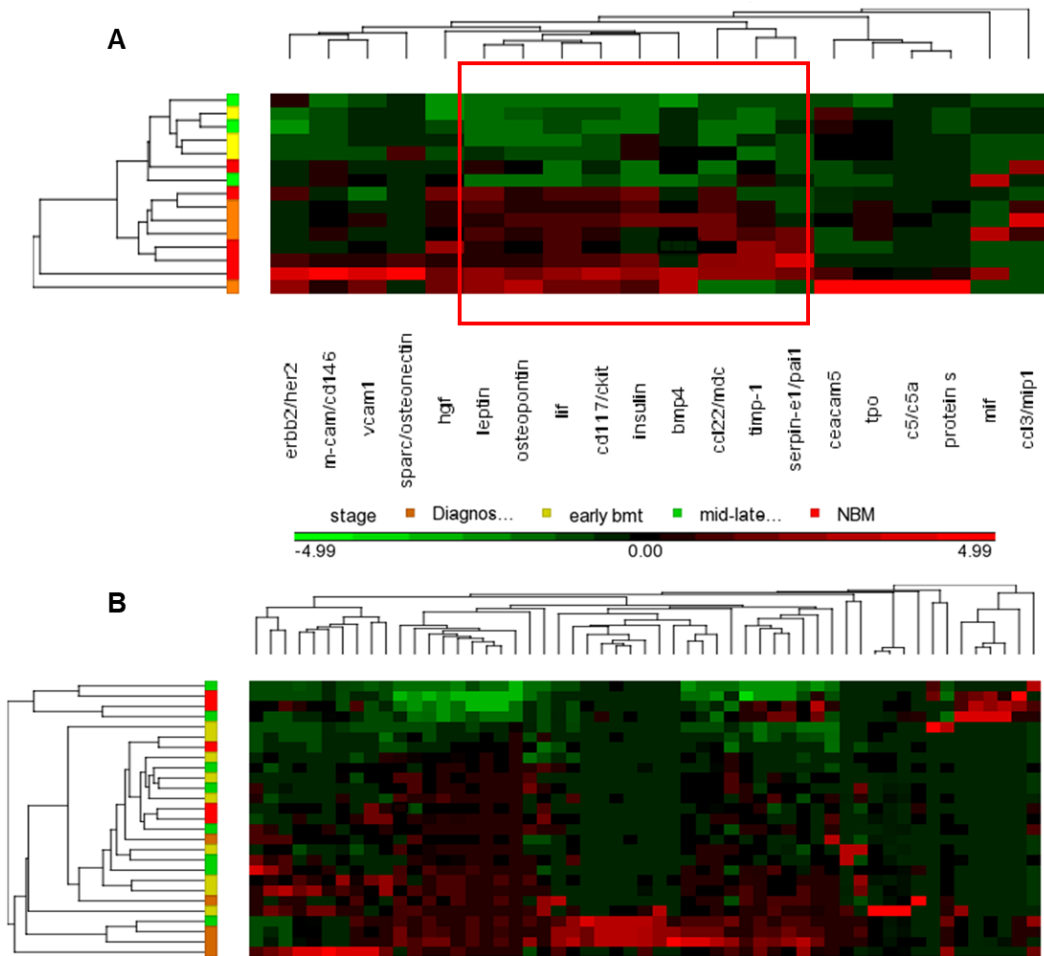 A
erbb2/her2
m-cam/cd146
vcam1
sparc/osteonectin
hgf
leptin
osteopontin
lif
cd117/ckit
insulin
bmp4
ccl22/mdc
timp-1
serpin-e1/pai1
ceacam5
tpo
c5/c5a
protein s
mif
ccl3/mip1
stage Diagnos... early bmt mid-late... NBM
-4.99 0.00 4.99
B